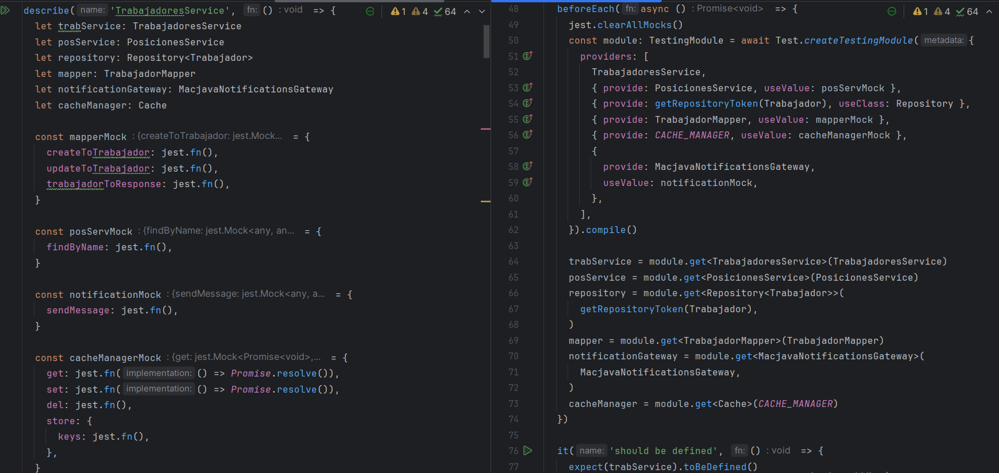 describe( name: 'TrabajadoresService', fn: () : void => {
1 4 64
let trabService: TrabajadoresService
let posService: PosicionesService
let repository: Repository<Trabajador>
let mapper: TrabajadorMapper
let notificationGateway: MacjavaNotificationsGateway
let cacheManager: Cache
const mapperMock : {createToTrabajador: jest.Mock... = {
createToTrabajador: jest.fn(),
updateToTrabajador: jest.fn(),
trabajadorToResponse: jest.fn(),
}
const posServMock : {findByName: jest.Mock<any, an... = {
findByName: jest.fn(),
}
const notificationMock : {sendMessage: jest.Mock<any, a... = {
sendMessage: jest.fn(),
}
const cacheManagerMock : {get: jest.Mock<Promise<void>,... = {
get: jest.fn( implementation: () => Promise.resolve()),
set: jest.fn( implementation: () => Promise.resolve()),
del: jest.fn(),
store: {
keys: jest.fn(),
},
}
48 beforeEach( fn: async () : Promise<void> => {
1 4 64
49 jest.clearAllMocks()
50 const module: TestingModule = await Test.createTestingModule( metadata: {
51 providers: [
52 TrabajadoresService,
53 { provide: PosicionesService, useValue: posServMock },
54 { provide: getRepositoryToken(Trabajador), useClass: Repository },
55 { provide: TrabajadorMapper, useValue: mapperMock },
56 { provide: CACHE_MANAGER, useValue: cacheManagerMock },
57 {
58 provide: MacjavaNotificationsGateway,
59 useValue: notificationMock,
60 },
61 ],
62 }).compile()
63
64 trabService = module.get<TrabajadoresService>(TrabajadoresService)
65 posService = module.get<PosicionesService>(PosicionesService)
66 repository = module.get<Repository<Trabajador>>(
67 getRepositoryToken(Trabajador),
68 )
69 mapper = module.get<TrabajadorMapper>(TrabajadorMapper)
70 notificationGateway = module.get<MacjavaNotificationsGateway>(
71 MacjavaNotificationsGateway,
72 )
73 cacheManager = module.get<Cache>(CACHE_MANAGER)
74 })
75
76 it( name: 'should be defined', fn: () : void => {
77 expect(trabService).toBeDefined()